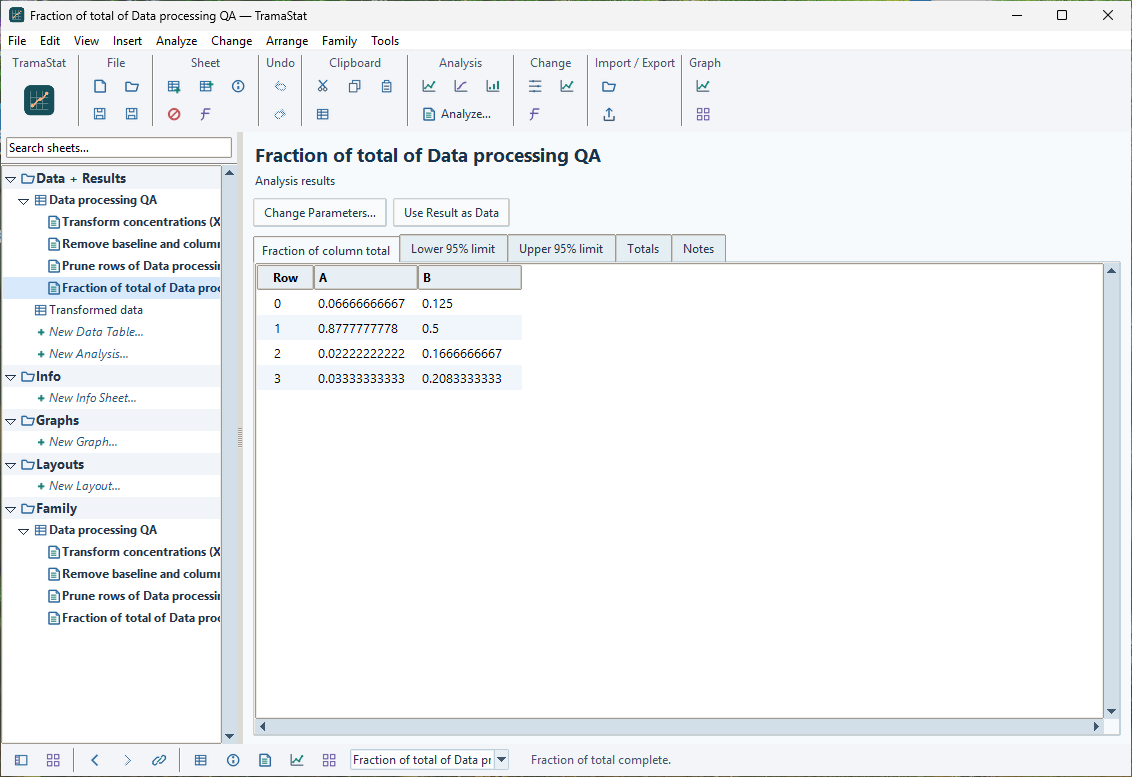 Fraction of total of Data processing QA — TramaStat
File Edit View Insert Analyze Change Arrange Family Tools
TramaStat File Sheet Undo Clipboard Analysis Change Import / Export Graph
Analyze...
Search sheets...
Data + Results
Data processing QA
Transform concentrations (X
Remove baseline and colum
Prune rows of Data processin
Fraction of total of Data proc
Transformed data
+ New Data Table...
+ New Analysis...
Info
+ New Info Sheet...
Graphs
+ New Graph...
Layouts
+ New Layout...
Family
Data processing QA
Transform concentrations (X
Remove baseline and colum
Prune rows of Data processin
Fraction of total of Data proc
Fraction of total of Data processing QA
Analysis results
Change Parameters... Use Result as Data
Fraction of column total Lower 95% limit Upper 95% limit Totals Notes
Row A B
0 0.06666666667 0.125
1 0.8777777778 0.5
2 0.02222222222 0.1666666667
3 0.03333333333 0.2083333333
Fraction of total of Data pr Fraction of total complete.